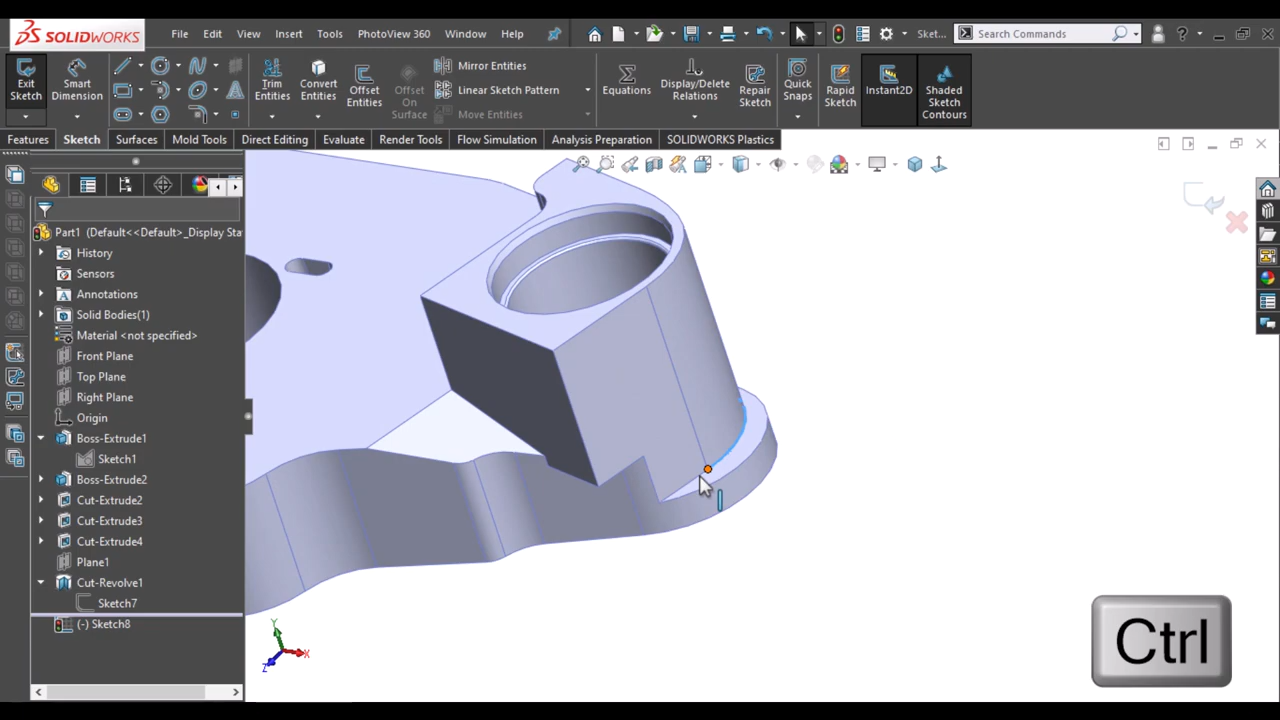 SOLIDWORKS File Edit View Insert Tools PhotoView 360 Window Help Sket... Search Commands
Exit Sketch
Smart Dimension
Trim Entities
Convert Entities
Offset Entities
Offset On Surface
Mirror Entities
Linear Sketch Pattern
Move Entities
Equations
Display/Delete Relations
Repair Sketch
Quick Snaps
Rapid Sketch
Instant2D
Shaded Sketch Contours
Features Sketch Surfaces Mold Tools Direct Editing Evaluate Render Tools Flow Simulation Analysis Preparation SOLIDWORKS Plastics
Part1 (Default<<Default>_Display Sta
History
Sensors
Annotations
Solid Bodies(1)
Material <not specified>
Front Plane
Top Plane
Right Plane
Origin
Boss-Extrude1
Sketch1
Boss-Extrude2
Cut-Extrude2
Cut-Extrude3
Cut-Extrude4
Plane1
Cut-Revolve1
Sketch7
(-) Sketch8
Y
X
Z
Ctrl